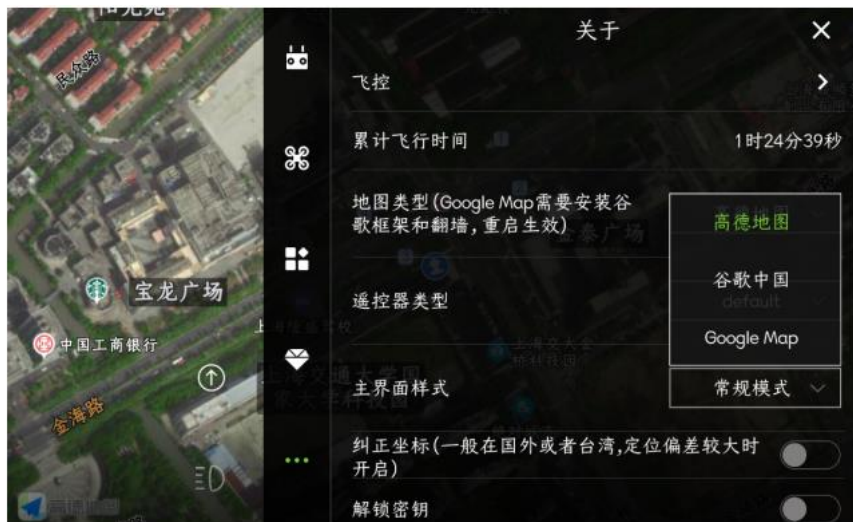 关于
飞控
累计飞行时间
1时24分39秒
地图类型(Google Map需要安装谷
歌框架和翻墙,重启生效)
高德地图
谷歌中国
Google Map
遥控器类型
default
主界面样式
常规模式
纠正坐标(一般在国外或者台湾,定位偏差较大时
开启)
解锁密钥
民众路
宝龙广场
中国工商银行
金海路
高德地图